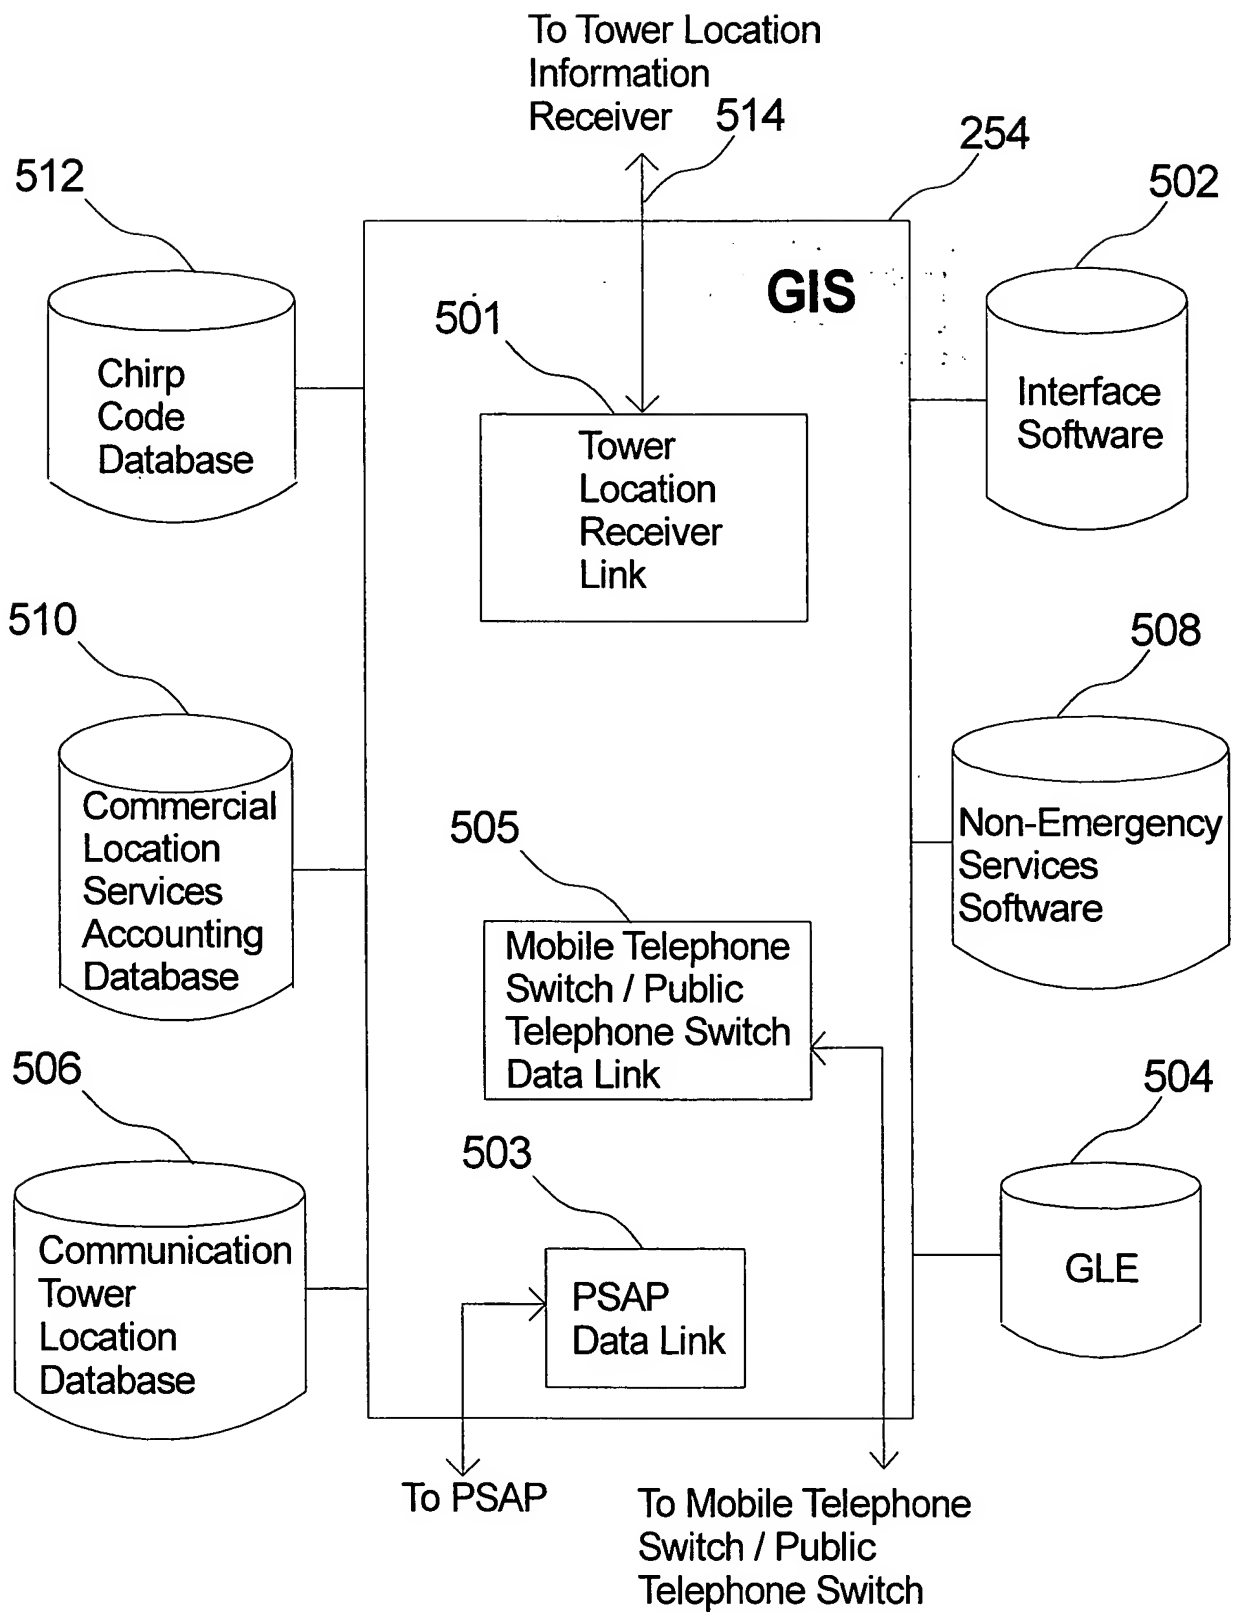 To Tower Location
Information
Receiver
514
254
512
502
GIS
501
Chirp
Code
Database
Interface
Software
Tower
Location
Receiver
Link
510
508
Commercial
Location
Services
Accounting
Database
505
Non-Emergency
Services
Software
Mobile Telephone
Switch / Public
Telephone Switch
Data Link
506
504
503
Communication
Tower
Location
Database
PSAP
Data Link
GLE
To PSAP
To Mobile Telephone
Switch / Public
Telephone Switch